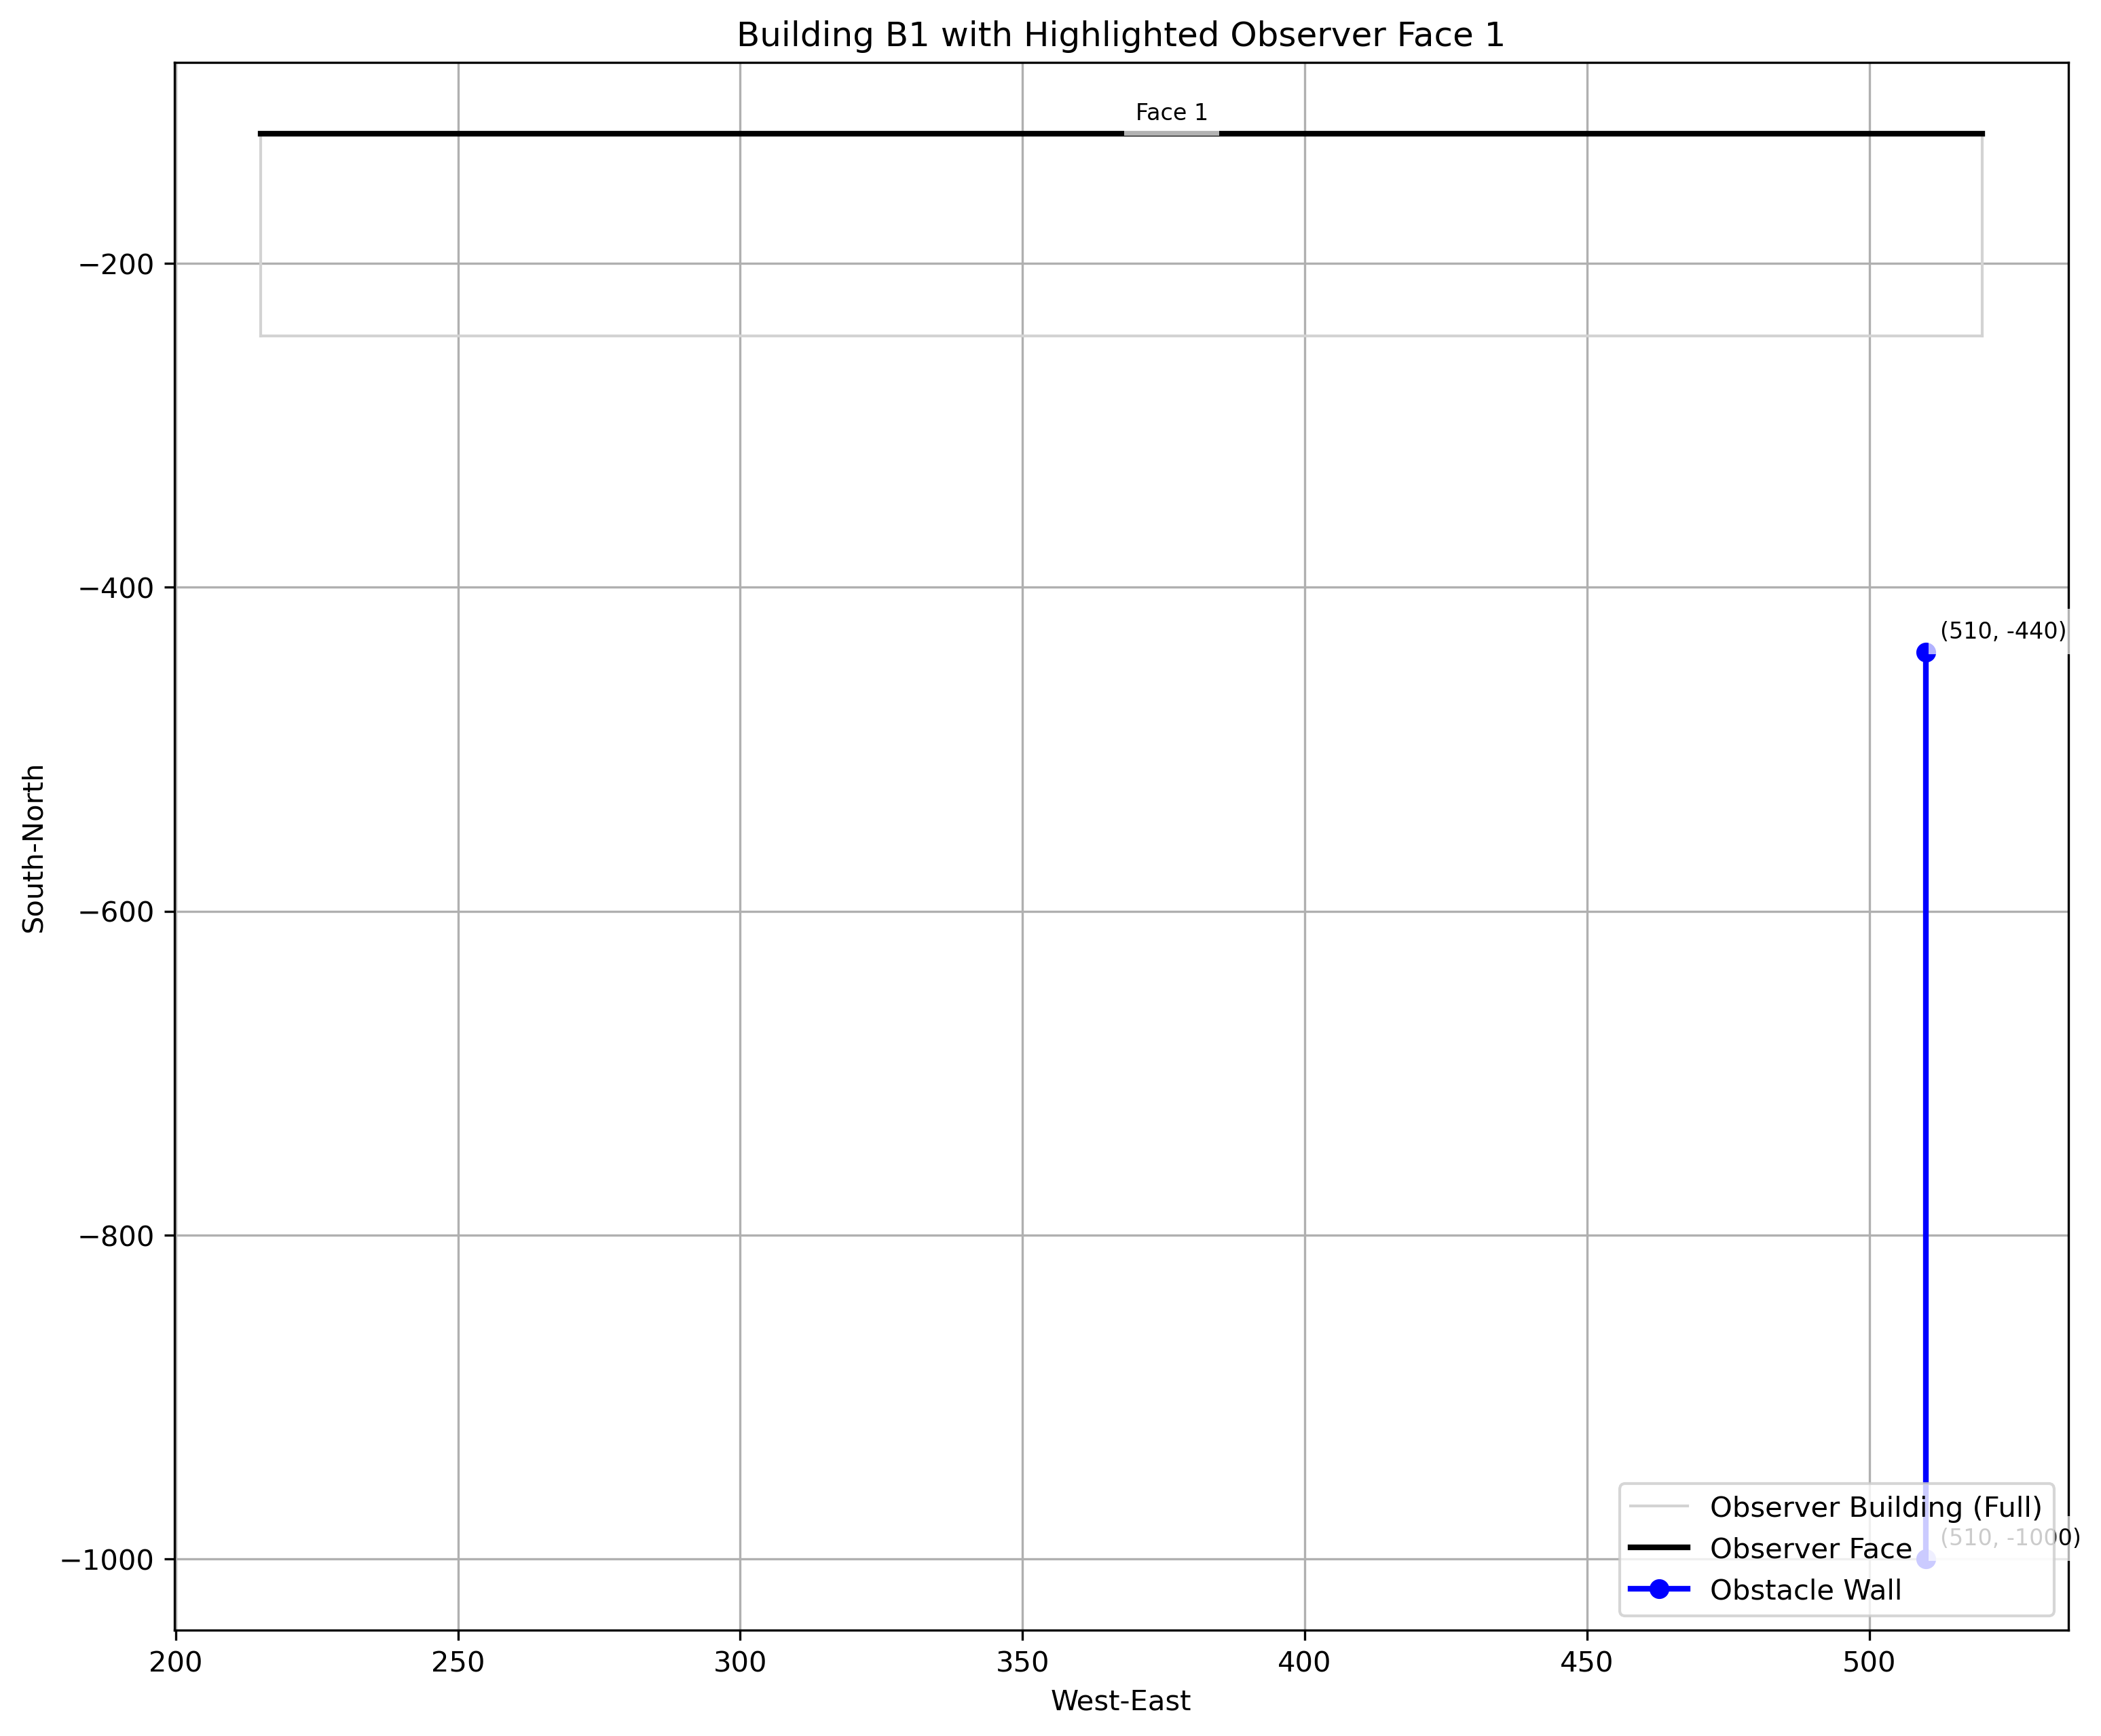 Building B1 with Highlighted Observer Face 1
Face 1
−200
−400
(510, -440)
−600
−800
−1000
(510, -1000)
South-North
Observer Building (Full)
Observer Face
Obstacle Wall
200 250 300 350 400 450 500
West-East